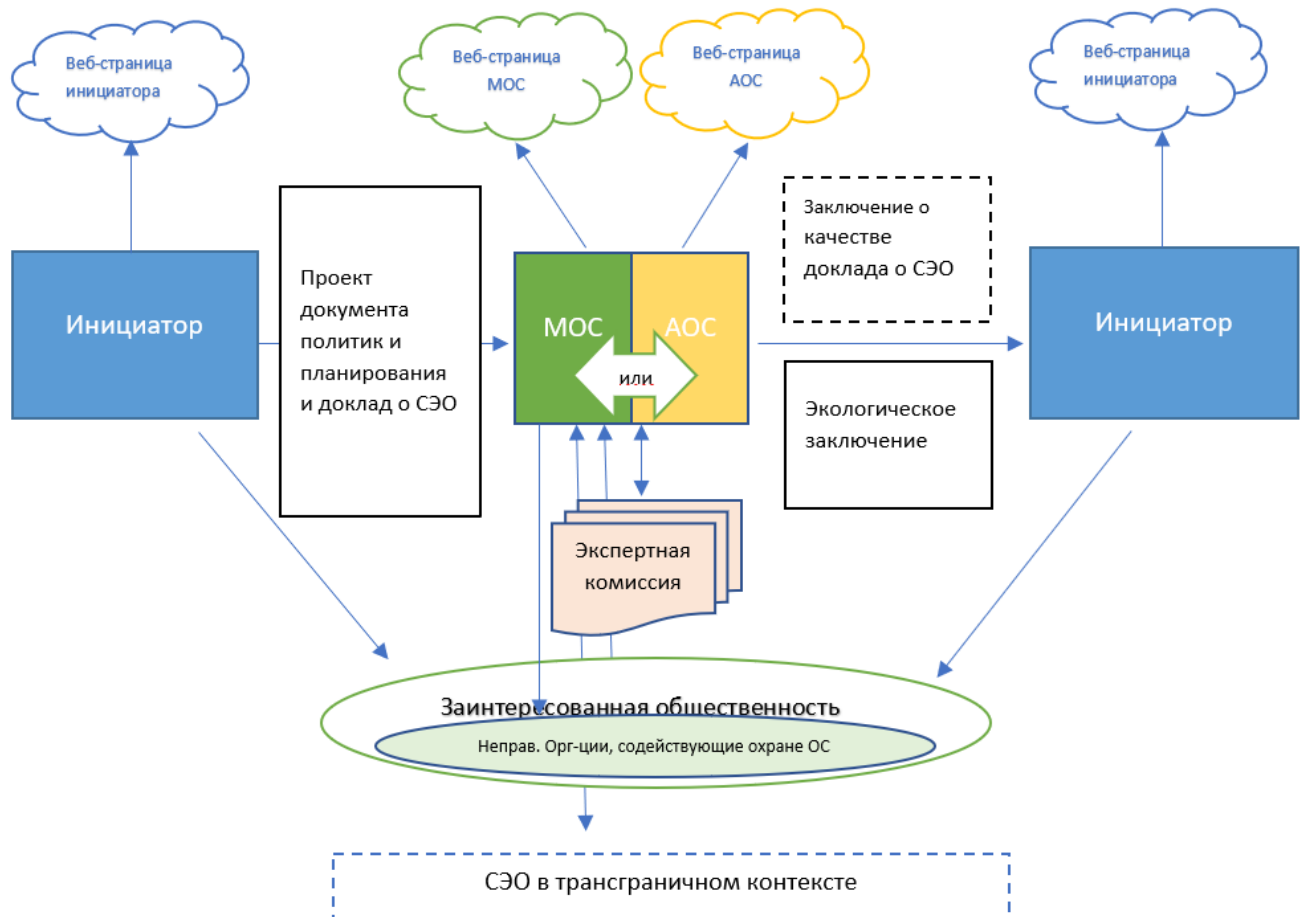 Веб-страница
инициатора
Веб-страница
МОС
Веб-страница
АОС
Веб-страница
инициатора
Инициатор
Проект
документа
политик и
планирования
и доклад о СЭО
МОС
АОС
или
Заключение о
качестве
доклада о СЭО
Экологическое
заключение
Инициатор
Экспертная
комиссия
Заинтересованная общественность
Неправ. Орг-ции, содействующие охране ОС
СЭО в трансграничном контексте